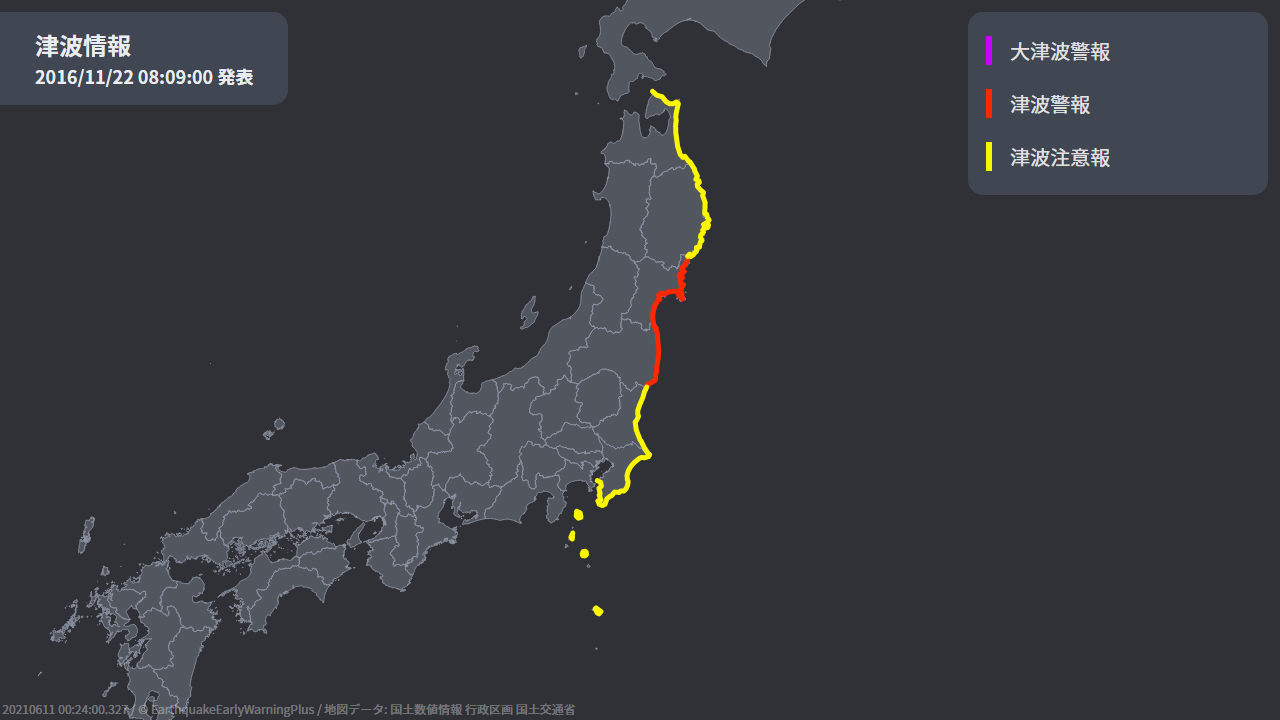 津波情報
2016/11/22 08:09:00 発表
大津波警報
津波警報
津波注意報
20210611 00:24:00.327 / © EarthquakeEarlyWarningPlus / 地図データ: 国土数値情報 行政区画 国土交通省